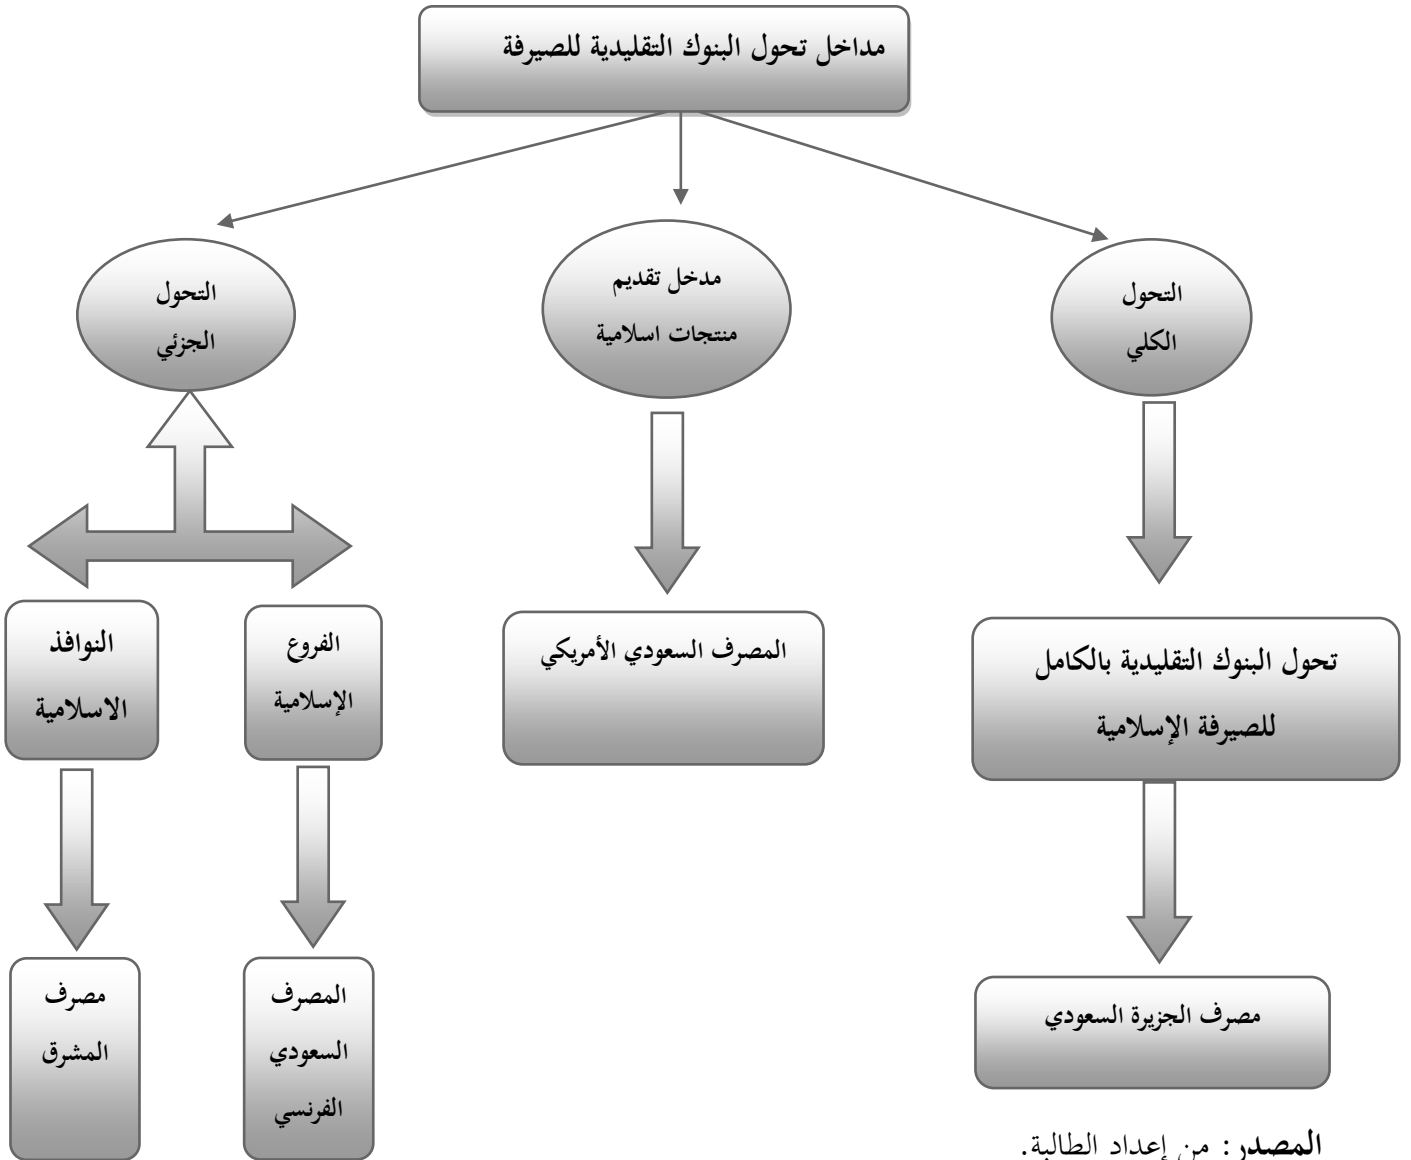 مداخل تحول البنوك التقليدية للصيرفة
التحول
الكلي
مدخل تقديم
منتجات اسلامية
التحول
الجزئي
تحول البنوك التقليدية بالكامل
للصيرفة الإسلامية
المصرف السعودي الأمريكي
الفروع
الإسلامية
النوافذ
الاسلامية
مصرف الجزيرة السعودي
المصرف
السعودي
الفرنسي
مصرف
المشرق
المصدر: من إعداد الطالبة.